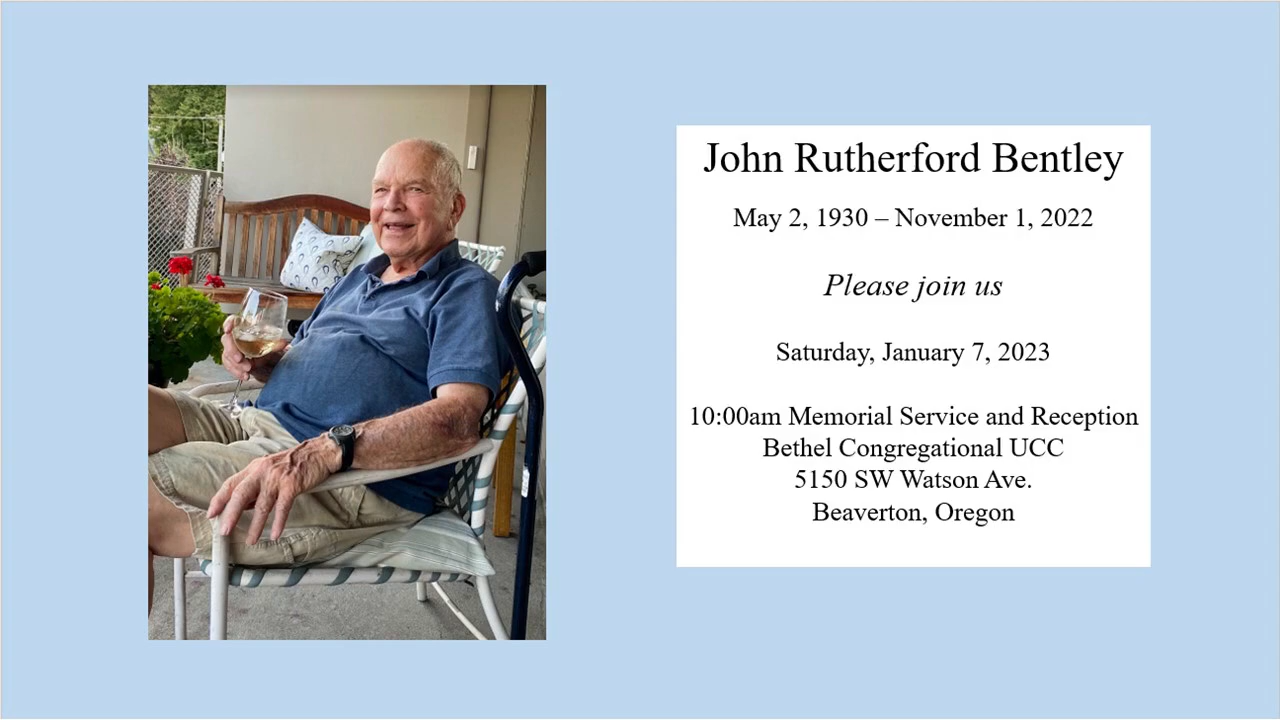 John Rutherford Bentley
May 2, 1930 – November 1, 2022
Please join us
Saturday, January 7, 2023
10:00am Memorial Service and Reception
Bethel Congregational UCC
5150 SW Watson Ave.
Beaverton, Oregon